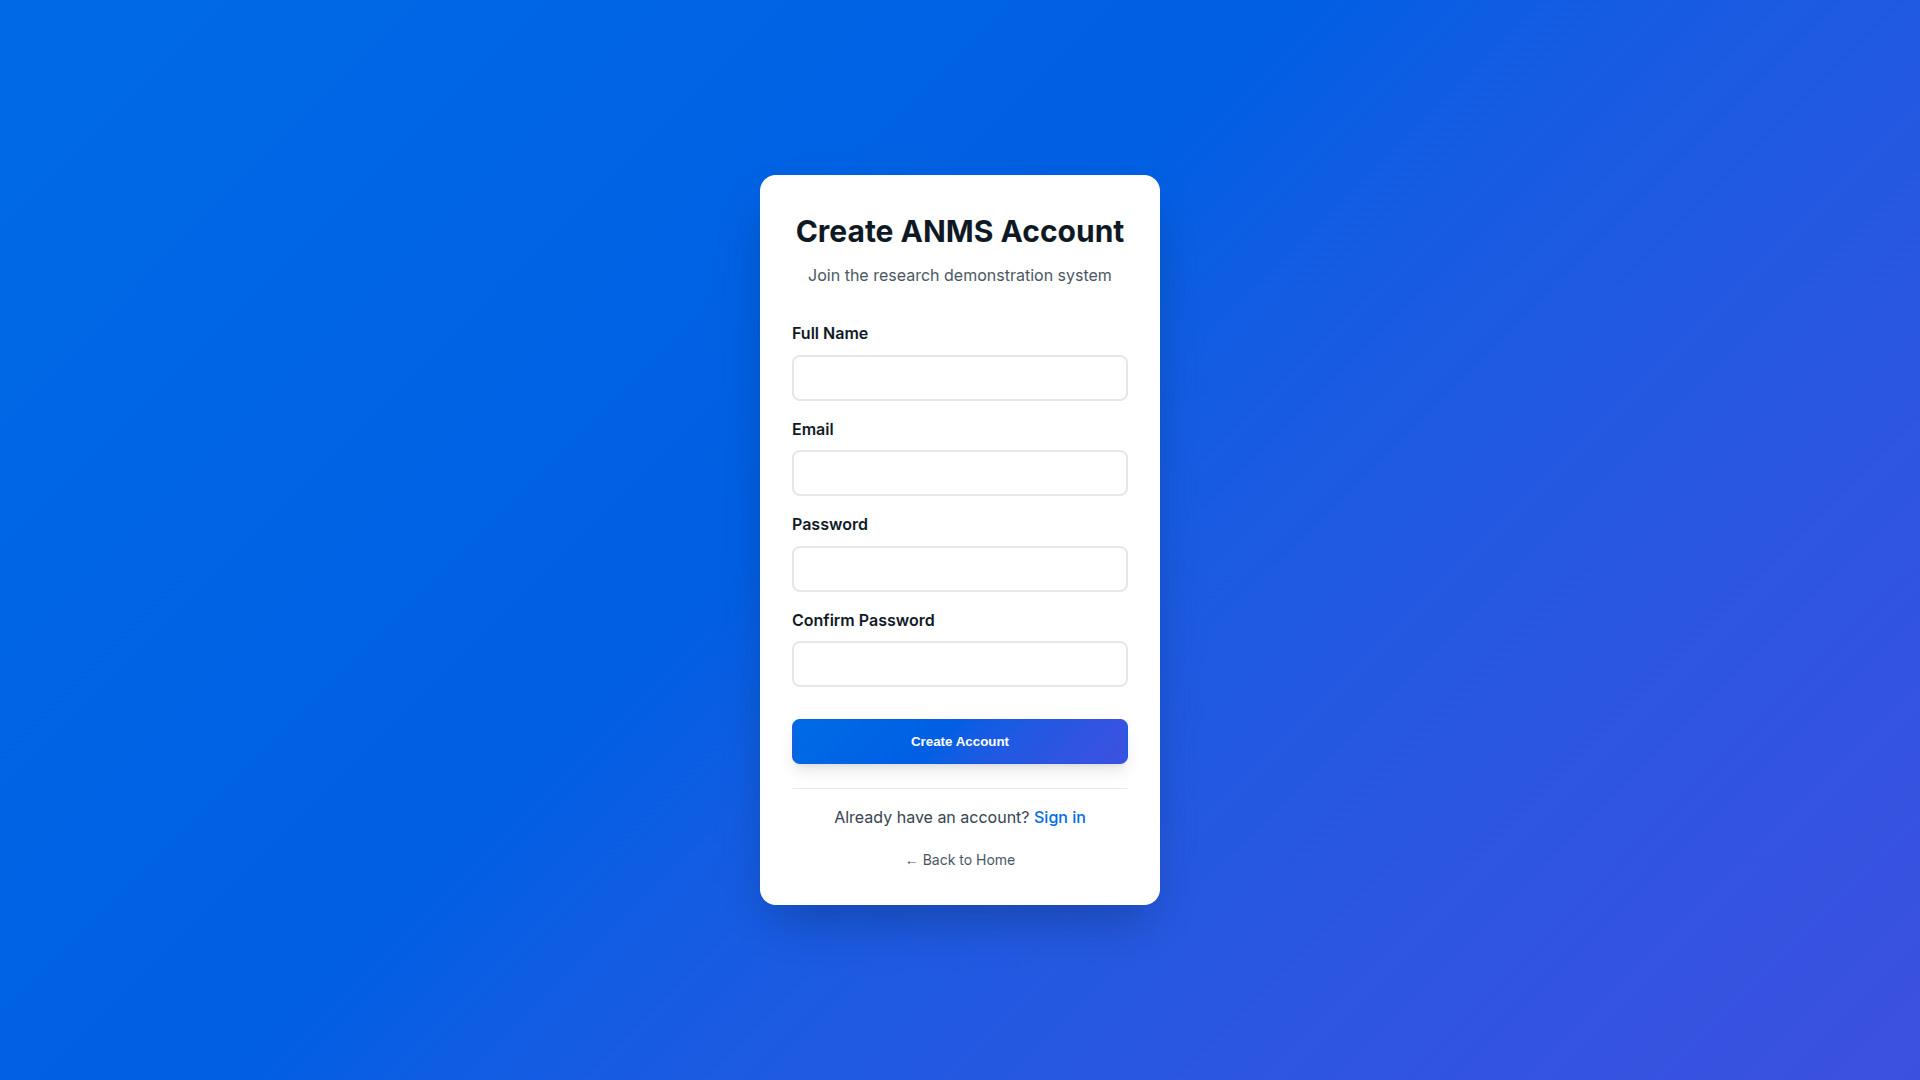 Create ANMS Account
Join the research demonstration system
Full Name
Email
Password
Confirm Password
Create Account
Already have an account? Sign in
← Back to Home